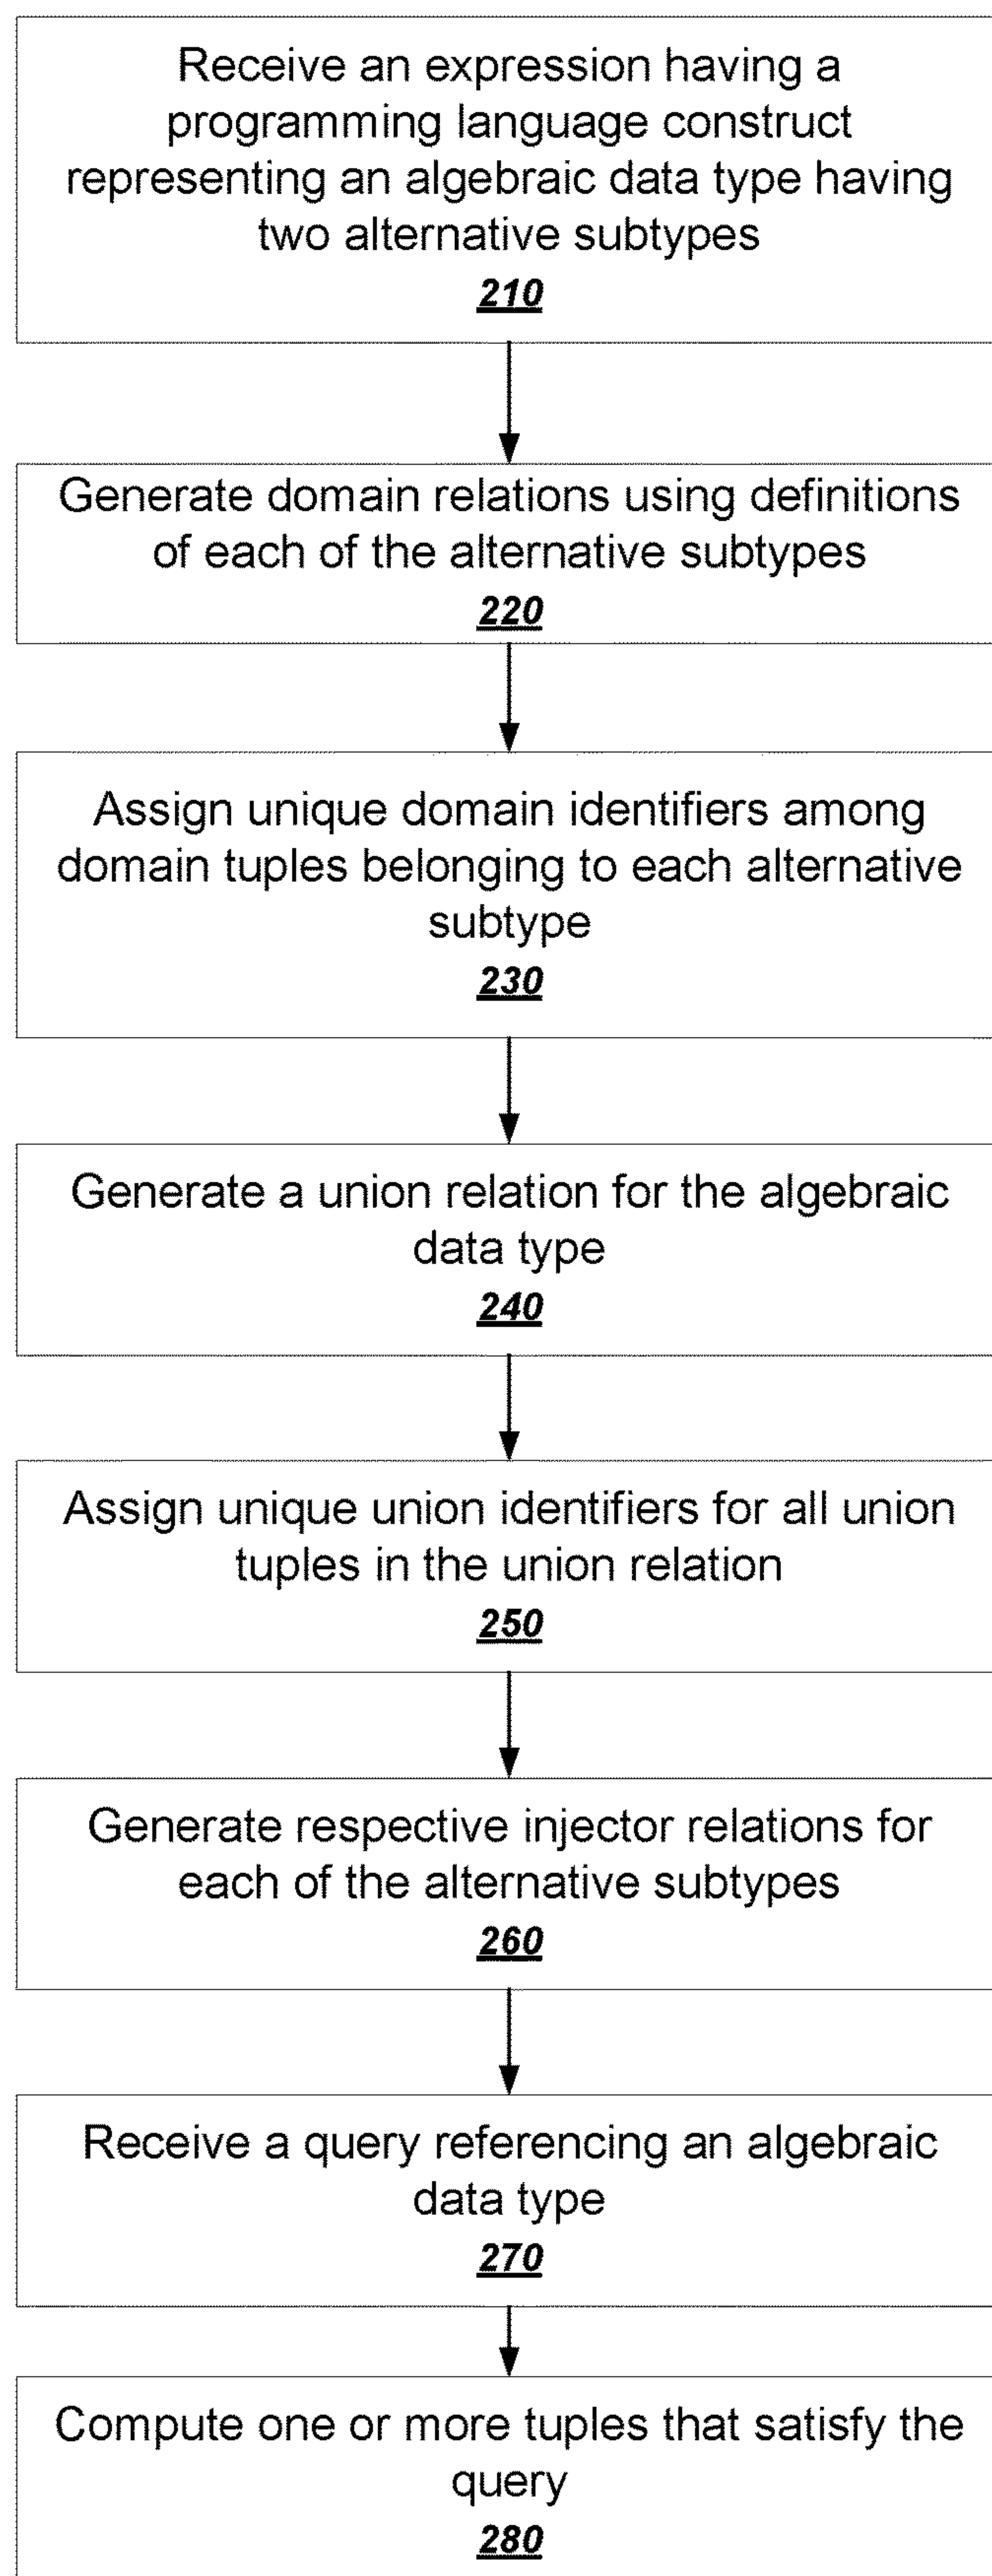 Receive an expression having a
programming language construct
representing an algebraic data type having
two alternative subtypes
210
Generate domain relations using definitions
of each of the alternative subtypes
220
Assign unique domain identifiers among
domain tuples belonging to each alternative
subtype
230
Generate a union relation for the algebraic
data type
240
Assign unique union identifiers for all union
tuples in the union relation
250
Generate respective injector relations for
each of the alternative subtypes
260
Receive a query referencing an algebraic
data type
270
Compute one or more tuples that satisfy the
query
280